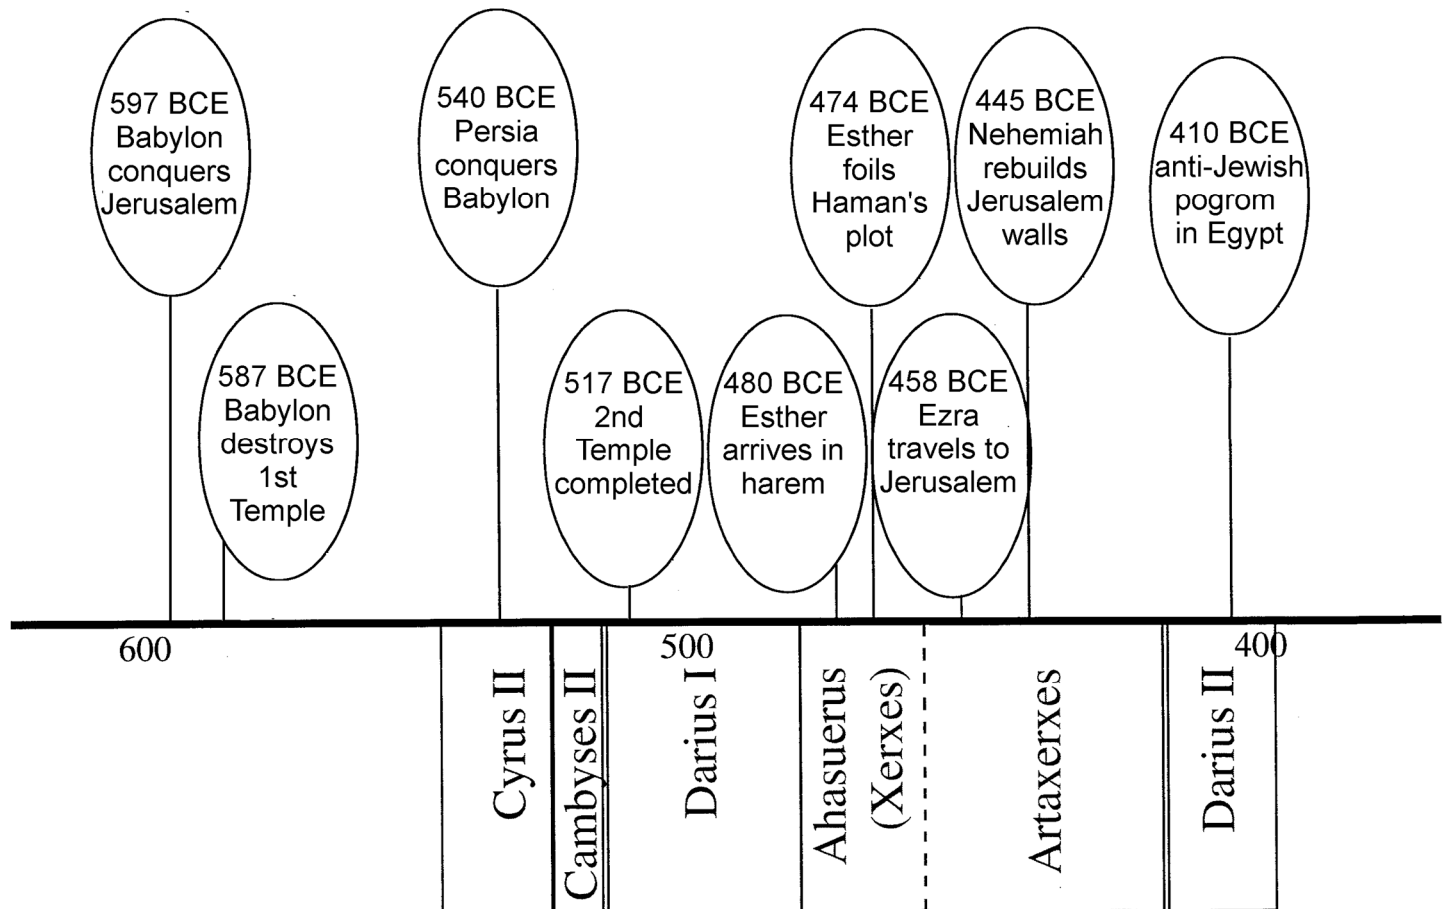 597 BCE
Babylon
conquers
Jerusalem
540 BCE
Persia
conquers
Babylon
474 BCE
Esther
foils
Haman's
plot
445 BCE
Nehemiah
rebuilds
Jerusalem
walls
410 BCE
anti-Jewish
pogrom
in Egypt
587 BCE
Babylon
destroys
1st
Temple
517 BCE
2nd
Temple
completed
480 BCE
Esther
arrives in
harem
458 BCE
Ezra
travels to
Jerusalem
600
500
400
Cyrus II
Cambyses II
Darius I
Ahasuerus
(Xerxes)
Artaxerxes
Darius II